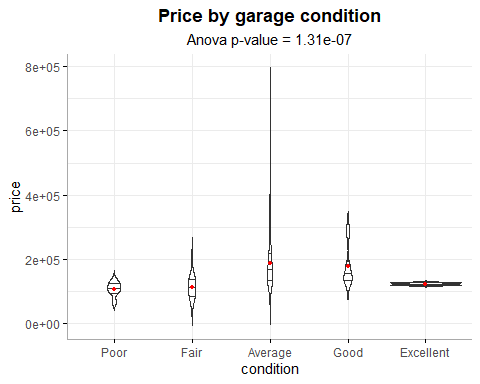 Price by garage condition
Anova p-value = 1.31e-07
8e+05
6e+05
4e+05
2e+05
0e+00
price
Poor Fair Average Good Excellent
condition